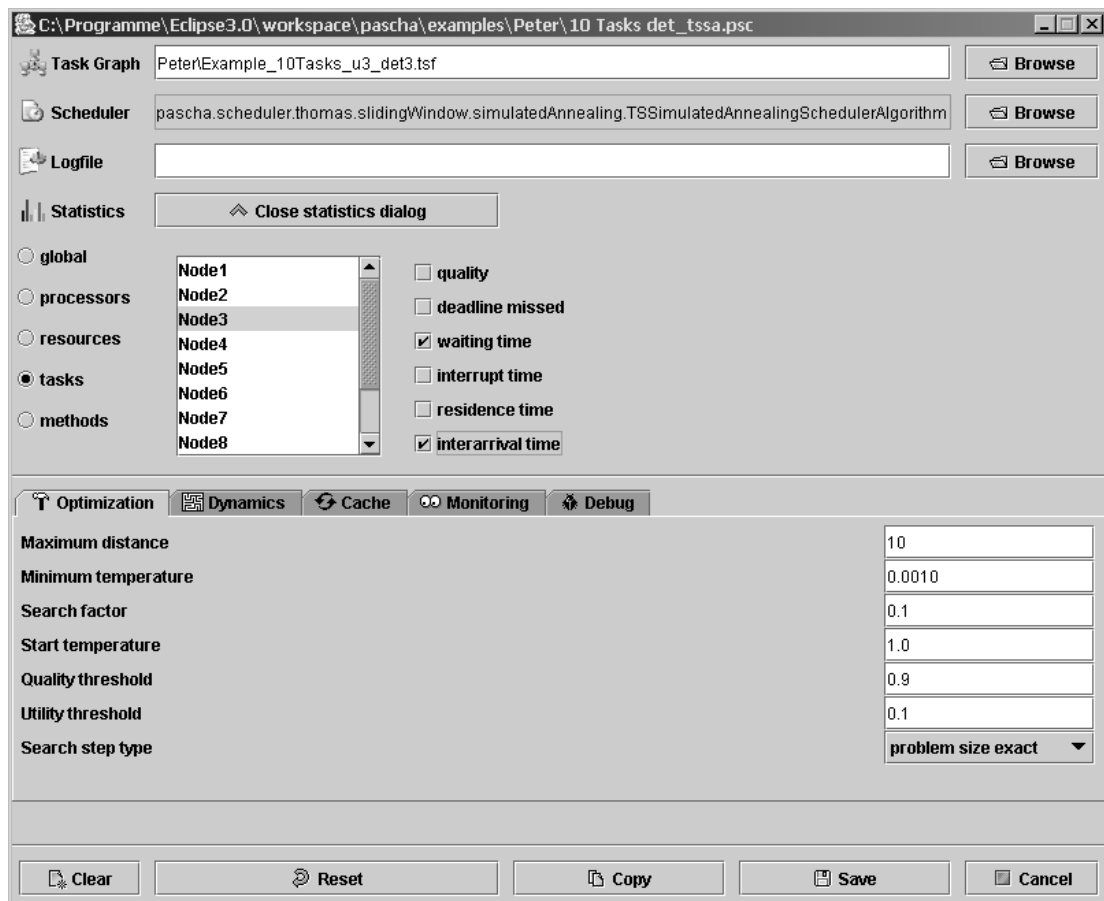 C:\Programme\Eclipse3.0\workspace\pascha\examples\Peter\10 Tasks det_tssa.psc
Task Graph Peter\Example_10Tasks_u3_det3.tsf Browse
Scheduler pascha.scheduler.thomas.slidingWindow.simulatedAnnealing.TSSimulatedAnnealingSchedulerAlgorithm Browse
Logfile Browse
Statistics Close statistics dialog
global
processors
resources
tasks
methods
Node1
Node2
Node3
Node4
Node5
Node6
Node7
Node8
quality
deadline missed
waiting time
interrupt time
residence time
interarrival time
Optimization Dynamics Cache Monitoring Debug
Maximum distance 10
Minimum temperature 0.0010
Search factor 0.1
Start temperature 1.0
Quality threshold 0.9
Utility threshold 0.1
Search step type problem size exact
Clear Reset Copy Save Cancel